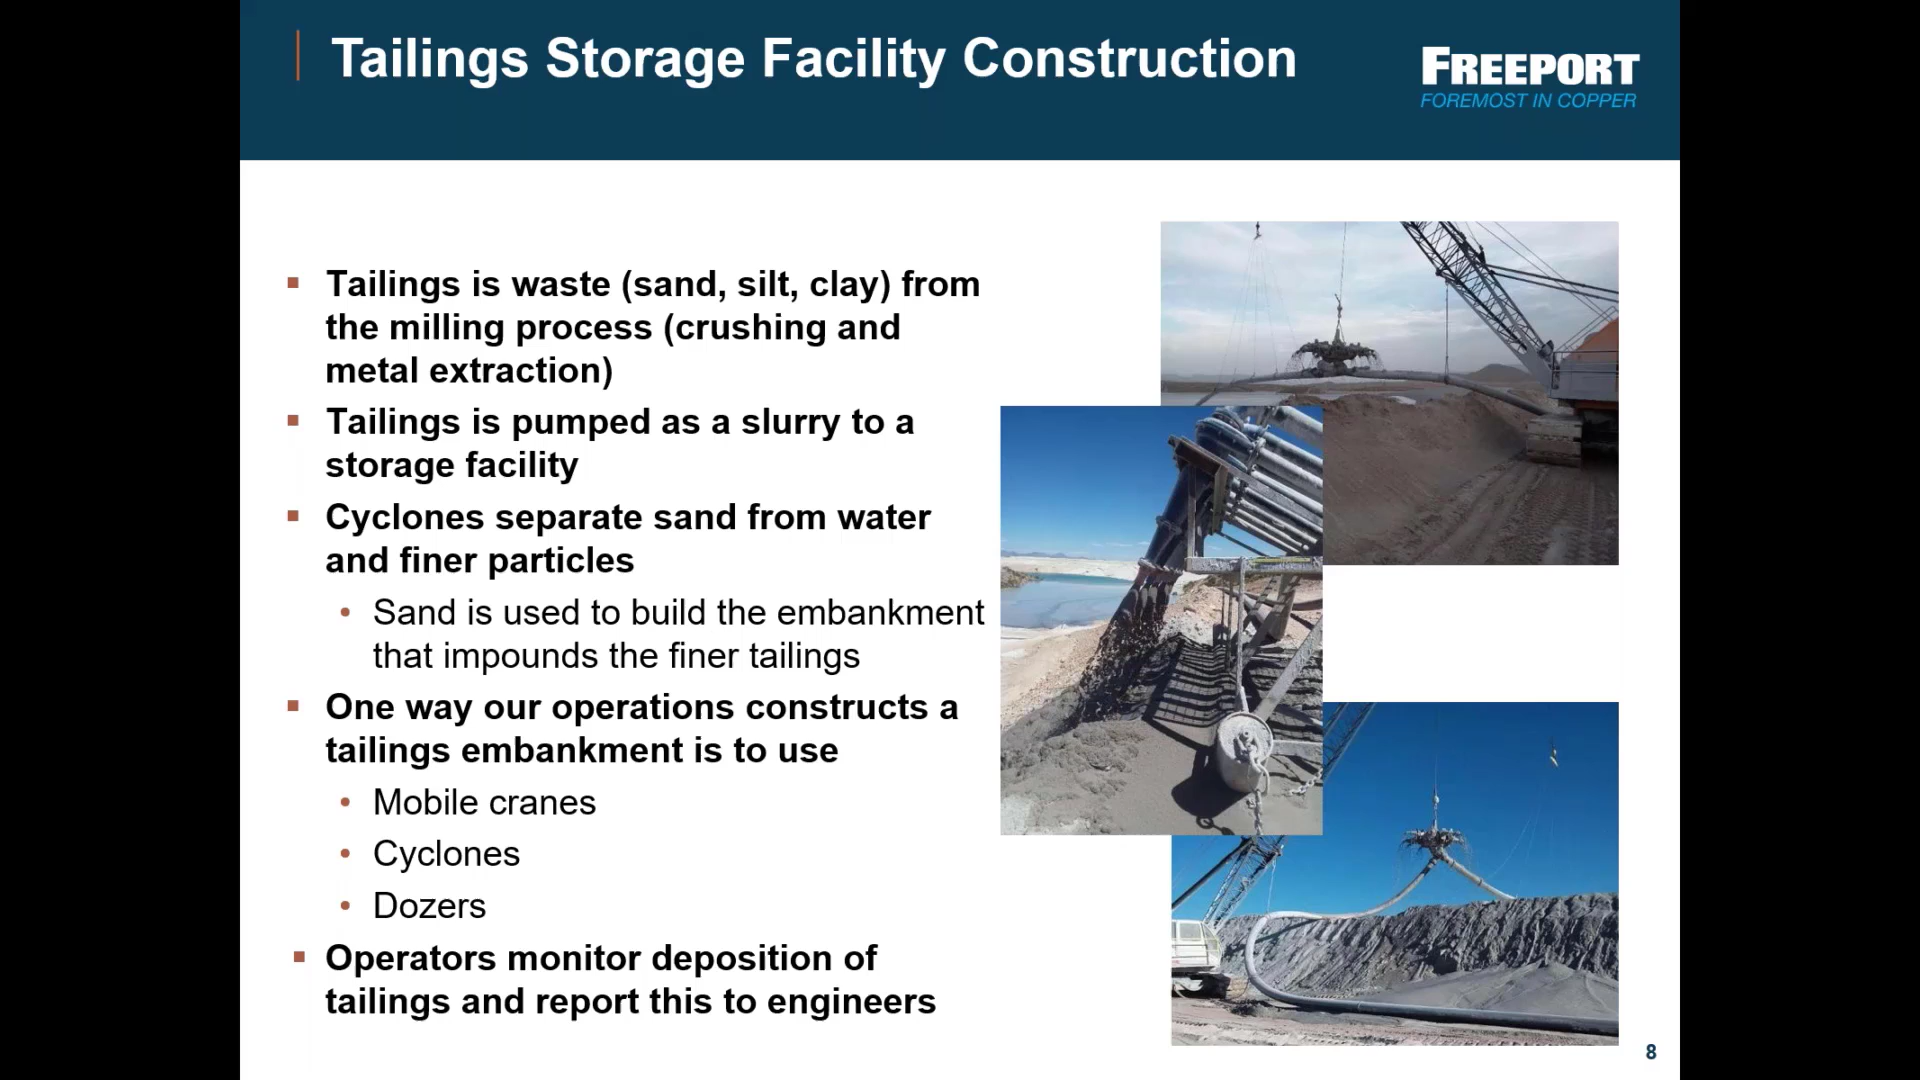 Tailings Storage Facility Construction
FREEPORT
FOREMOST IN COPPER
▪ Tailings is waste (sand, silt, clay) from
the milling process (crushing and
metal extraction)
▪ Tailings is pumped as a slurry to a
storage facility
▪ Cyclones separate sand from water
and finer particles
• Sand is used to build the embankment
that impounds the finer tailings
▪ One way our operations constructs a
tailings embankment is to use
• Mobile cranes
• Cyclones
• Dozers
▪ Operators monitor deposition of
tailings and report this to engineers
8